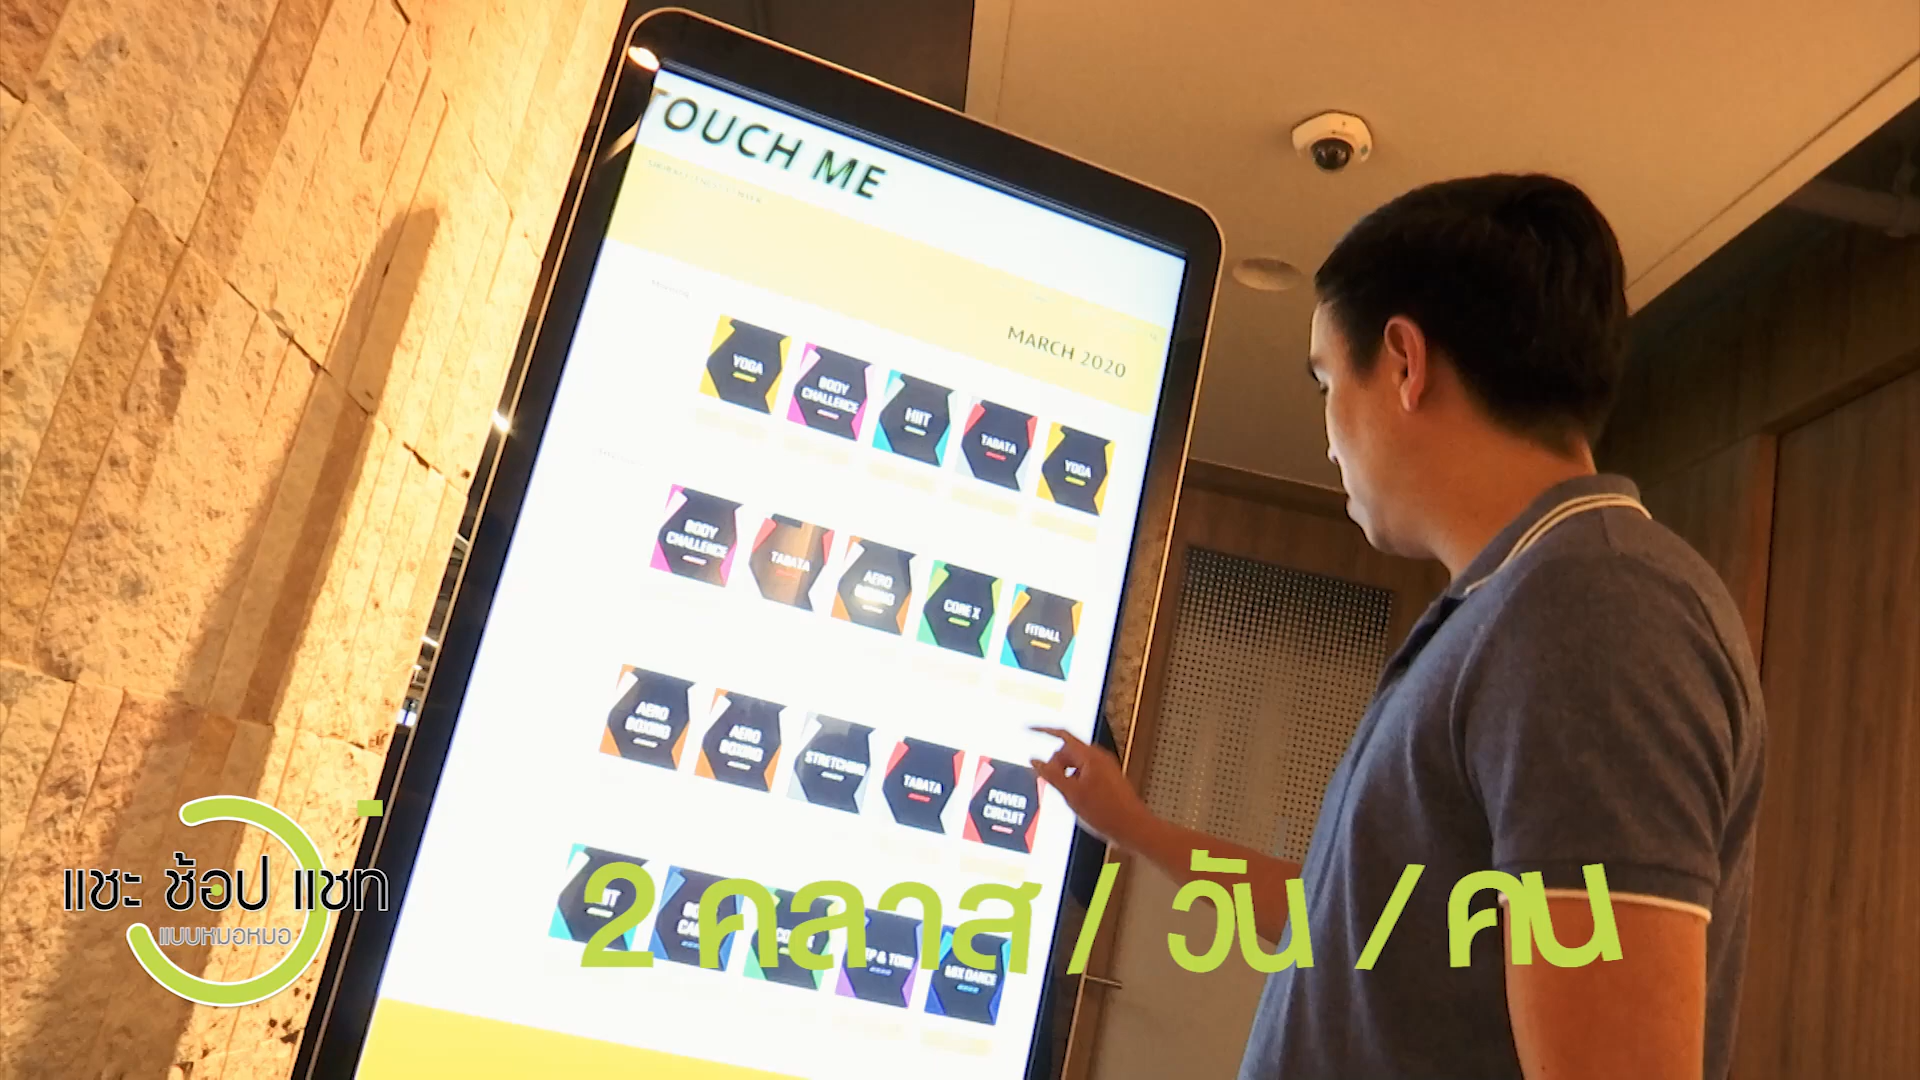 TOUCH ME
MARCH 2020
YOGA
BODY CHALLENGE
HIIT
TABATA
YOGA
BODY CHALLENGE
TABATA
AERO BOXING
CORE X
FITBALL
AERO BOXING
AERO BOXING
STRETCHING
TABATA
POWER CIRCUIT
MIX DANCE
แชะ ช้อป แชท่
แบบหมอหมอ
2 คลาส / วัน / คน